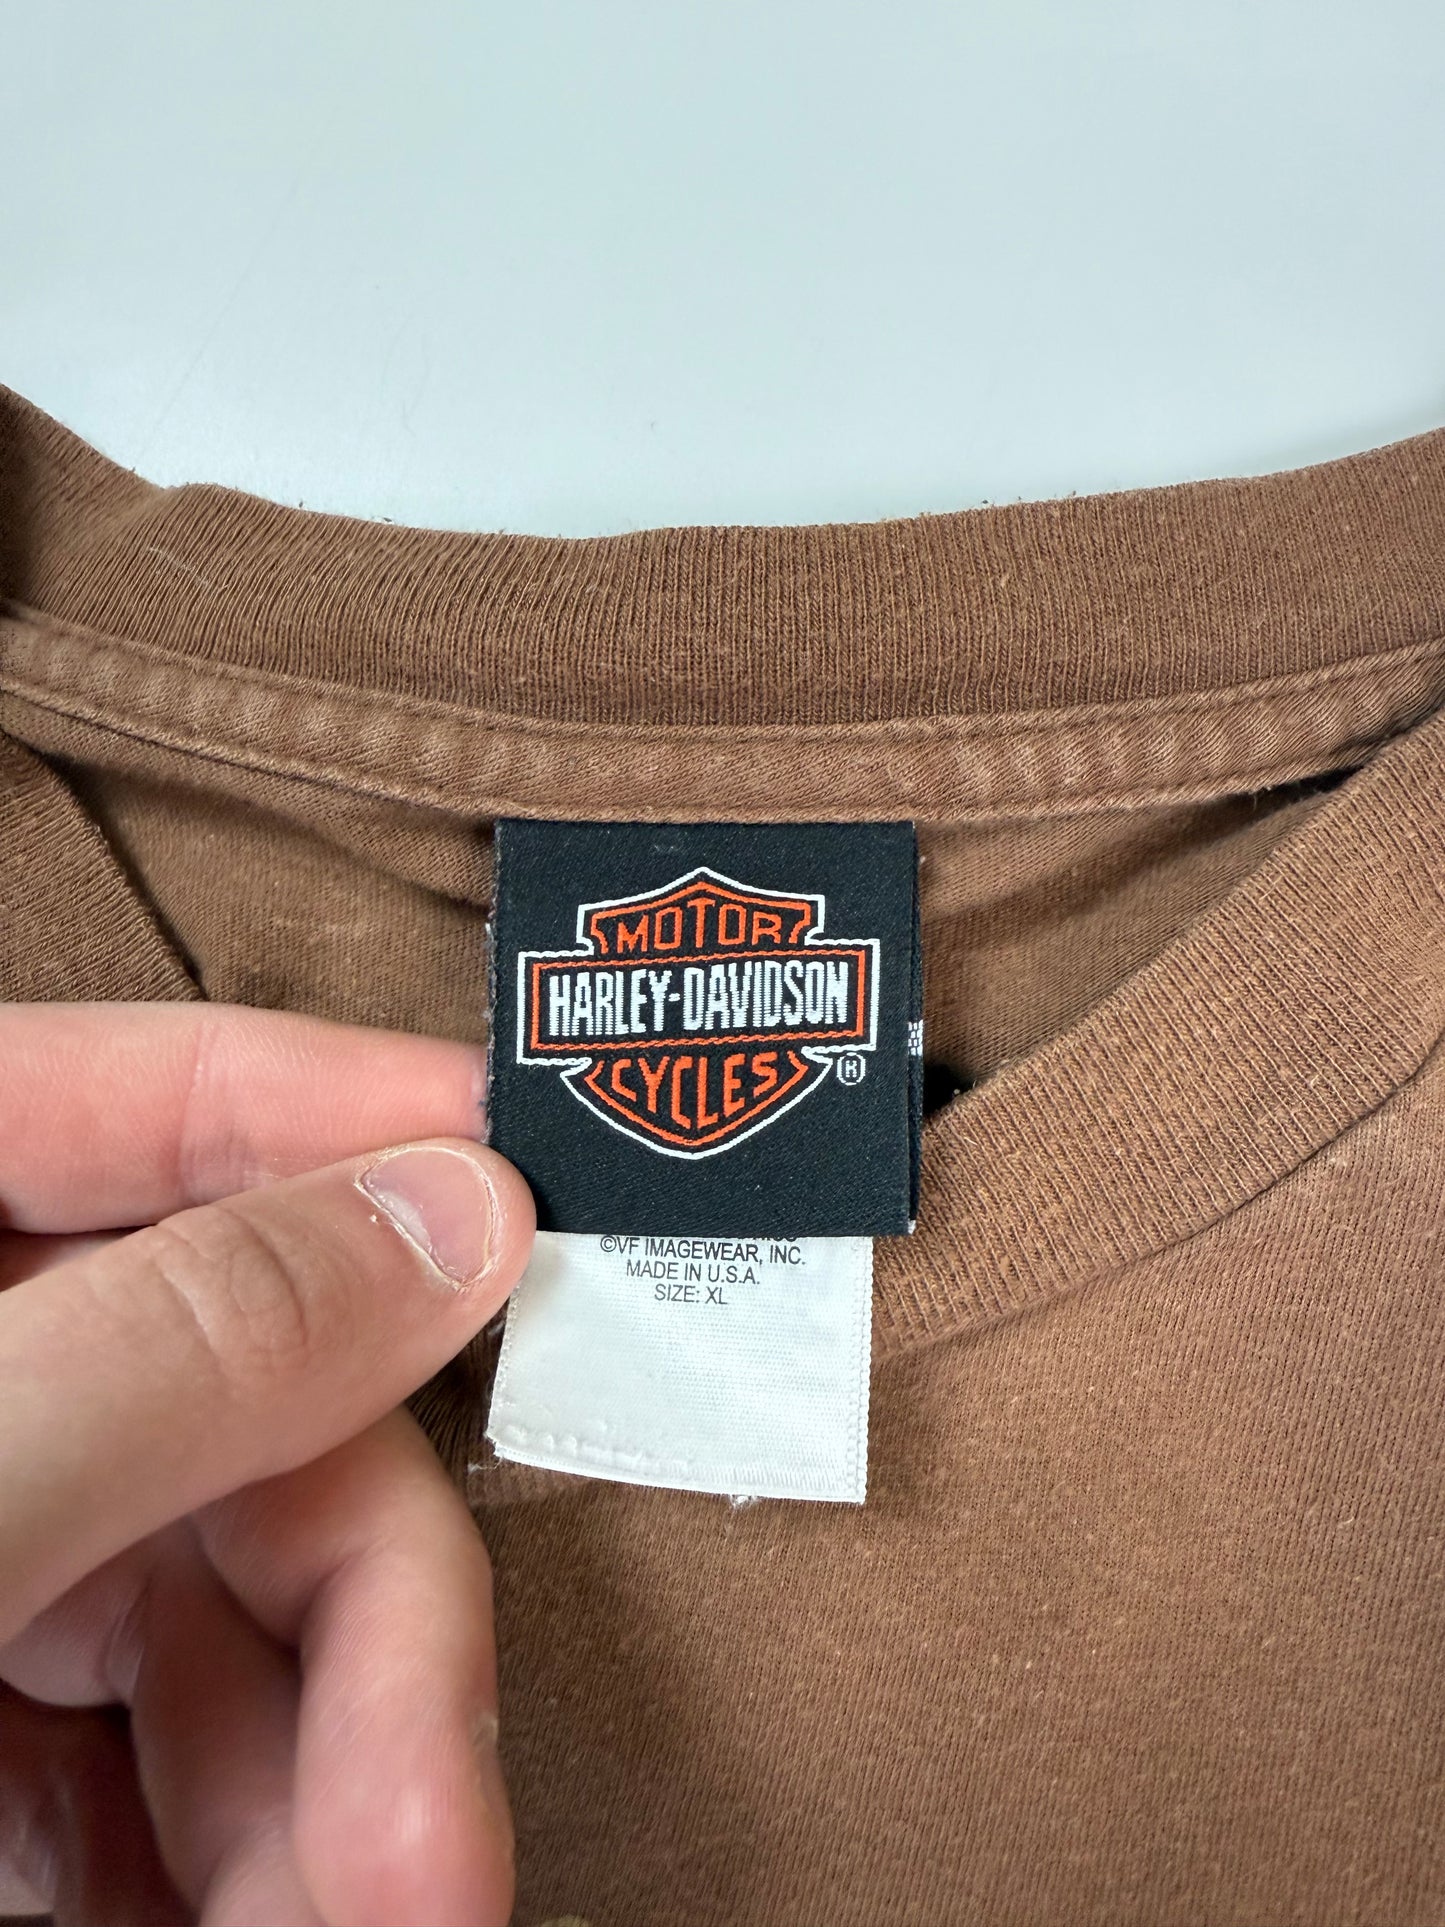 MOTOR
HARLEY-DAVIDSON
CYCLES
®
©VF IMAGEWEAR, INC.
MADE IN U.S.A.
SIZE: XL